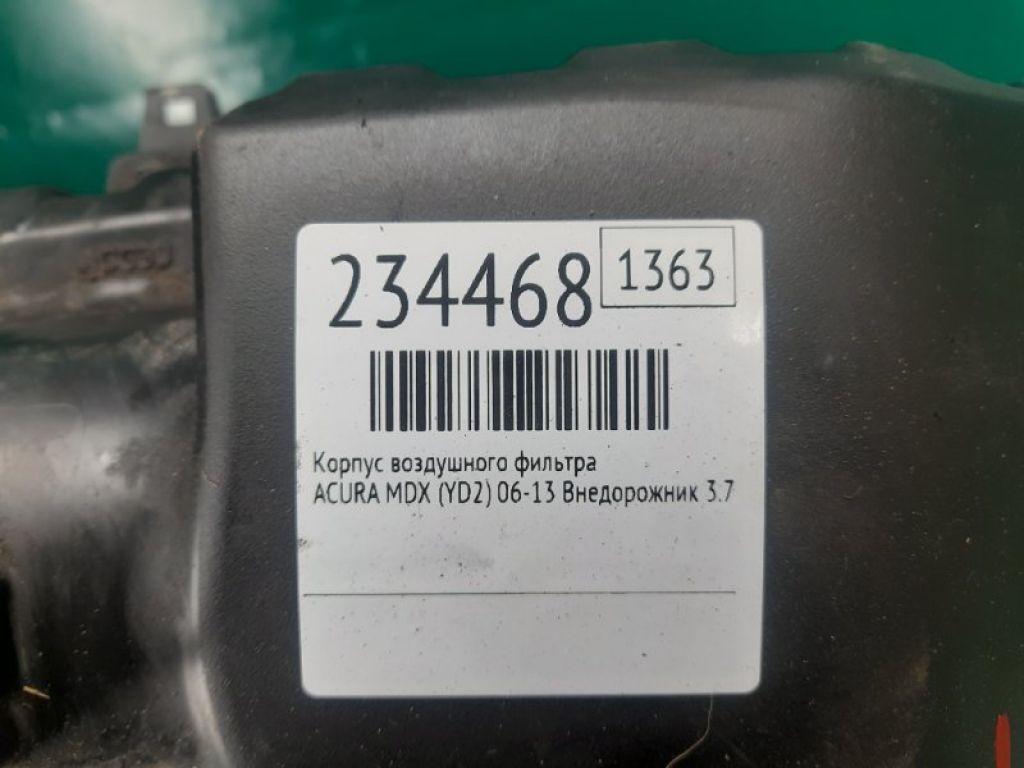 234468
1363
Корпус воздушного фильтра
ACURA MDX (YD2) 06-13 Внедорожник 3.7